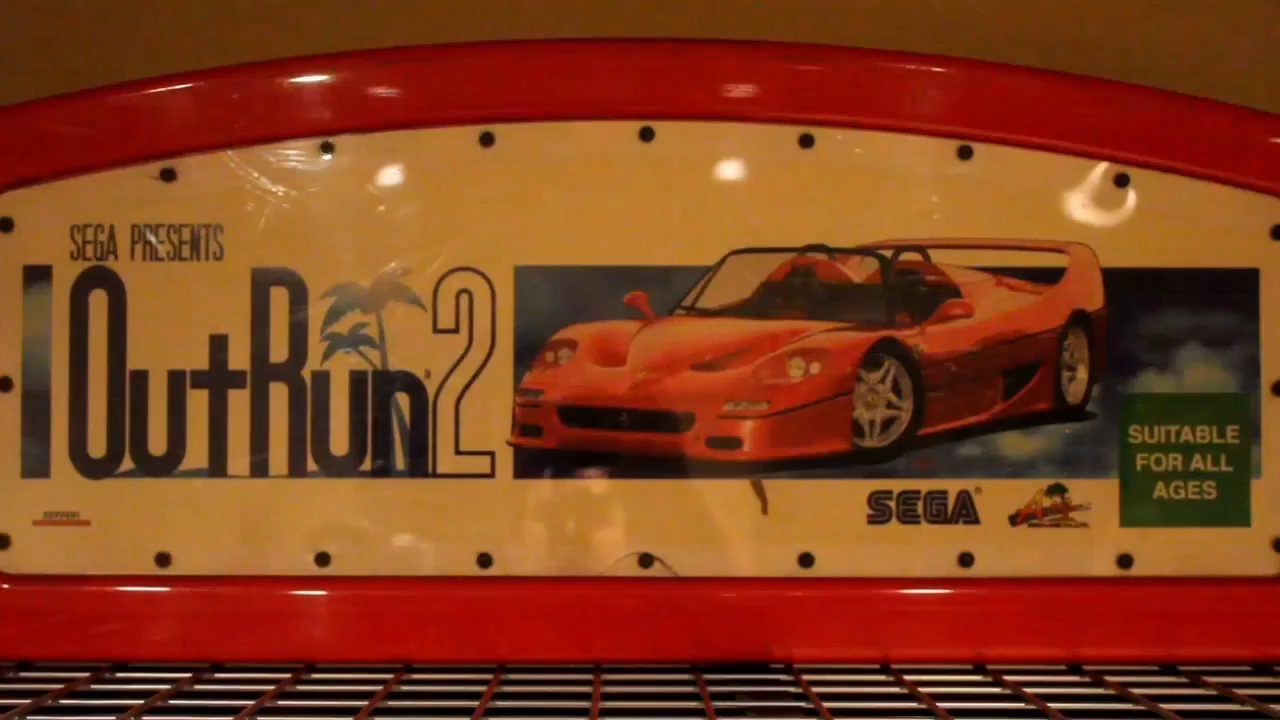 SEGA PRESENTS
OutRun2
SUITABLE
FOR ALL
AGES
SEGA®